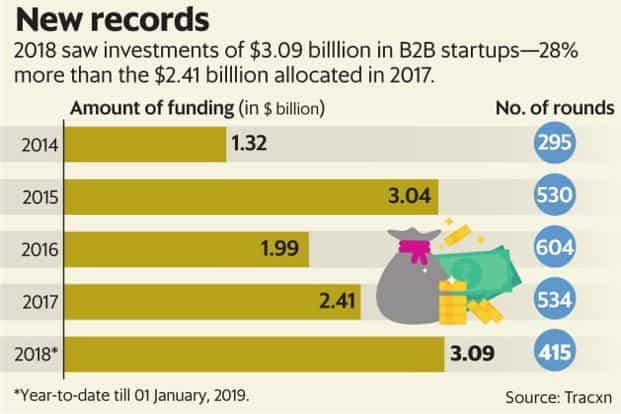 New records
2018 saw investments of $3.09 billlion in B2B startups—28%
more than the $2.41 billlion allocated in 2017.
Amount of funding (in $ billion) No. of rounds
2014 1.32 295
2015 3.04 530
2016 1.99 604
2017 2.41 534
2018* 3.09 415
*Year-to-date till 01 January, 2019. Source: Tracxn